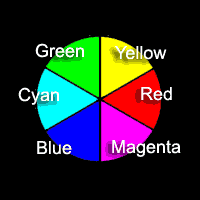 Green Yellow
Cyan Red
Blue Magenta